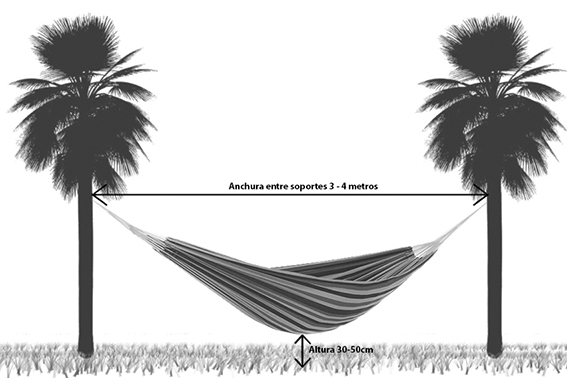 Anchura entre soportes 3 - 4 metros
Altura 30-50cm